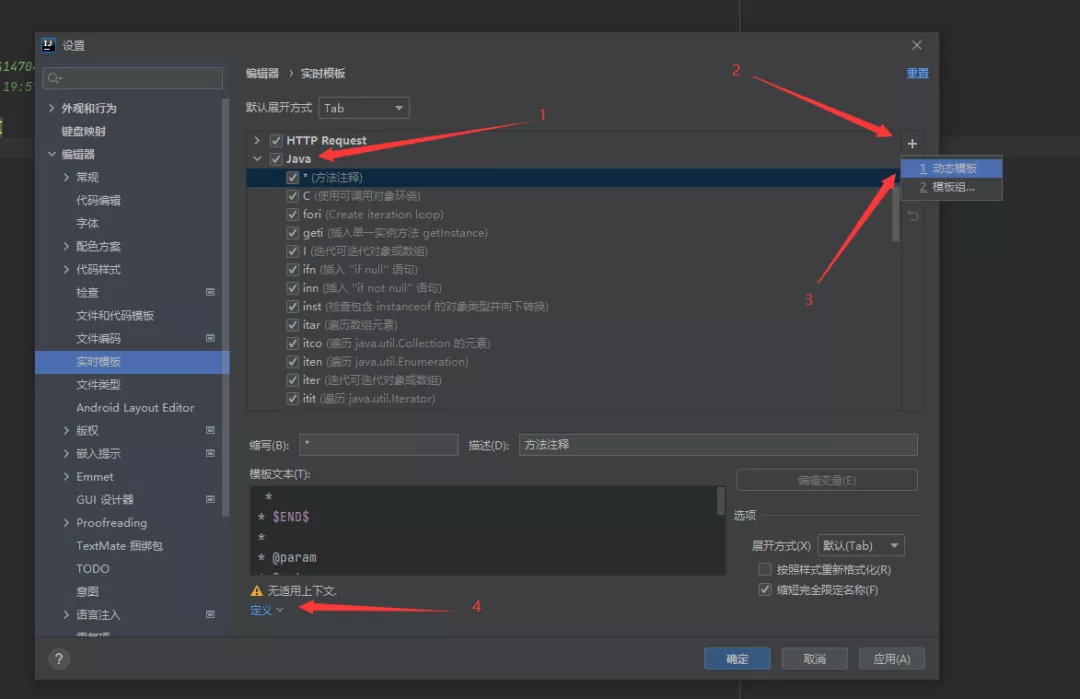 设置
G1470
19:5
编辑器 › 实时模板
重置
默认展开方式 Tab
1
2
3
4
外观和行为
键盘映射
编辑器
常规
代码编辑
字体
配色方案
代码样式
检查
文件和代码模板
文件编码
实时模板
文件类型
Android Layout Editor
版权
嵌入提示
Emmet
GUI 设计器
Proofreading
TextMate 捆绑包
TODO
意图
语言注入
HTTP Request
Java
* (方法注释)
C (使用可调用对象环绕)
fori (Create iteration loop)
geti (插入单一实例方法 getInstance)
I (迭代可迭代对象或数组)
ifn (插入 "if null" 语句)
inn (插入 "if not null" 语句)
inst (检查包含 instanceof 的对象类型并向下转换)
itar (遍历数组元素)
itco (遍历 java.util.Collection 的元素)
iten (遍历 java.util.Enumeration)
iter (迭代可迭代对象或数组)
itit (遍历 java.util.Iterator)
+
1 动态模板
2 模板组...
缩写(B): * 描述(D): 方法注释
模板文本(T):
*
* $END$
*
* @param
编辑变量(E)
选项
展开方式(X) 默认(Tab)
按照样式重新格式化(R)
缩短完全限定名称(F)
无适用上下文.
定义
?
确定 取消 应用(A)